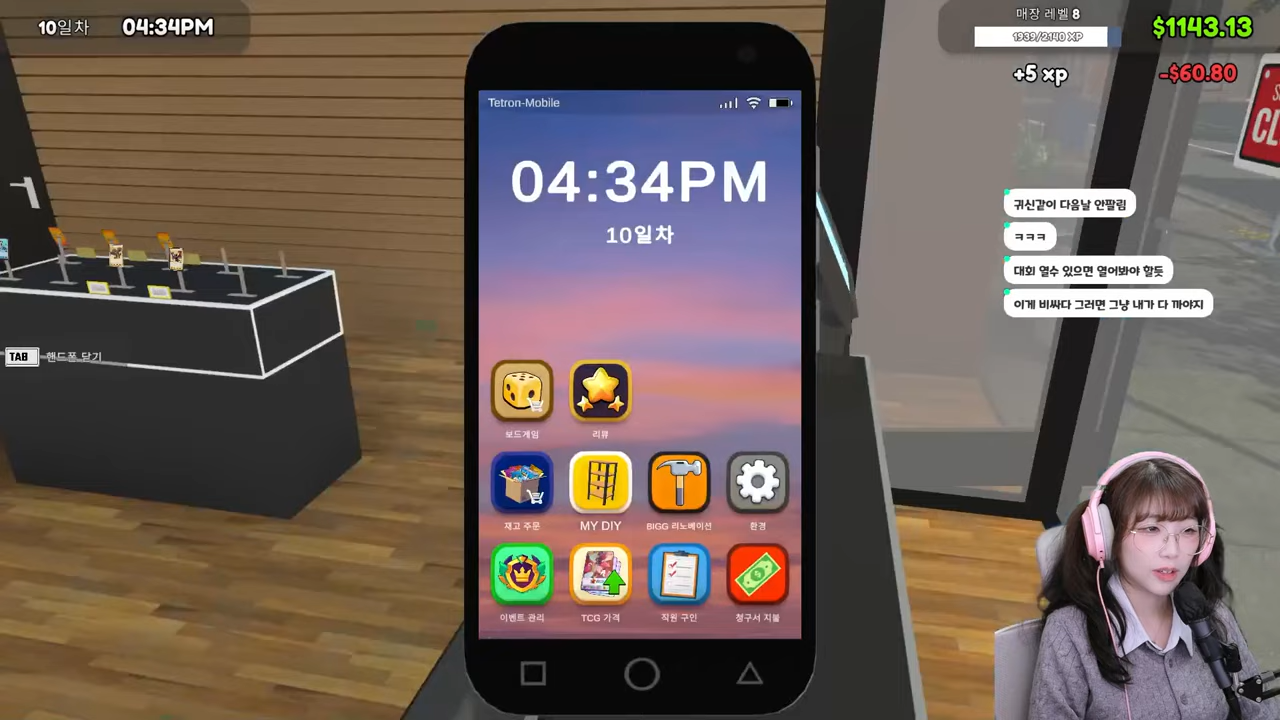 10일차 04:34PM
매장 레벨 8
1939/2140 XP
$1143.13
+5 xp
-$60.80
Tetron-Mobile
04:34PM
10일차
귀신같이 다음날 안팔림
ㅋㅋㅋ
대회 열수 있으면 열어봐야 할듯
이게 비싸다 그러면 그냥 내가 다 까야지
TAB 핸드폰 닫기
보드게임
리뷰
재고 주문
MY DIY
BIGG 리노베이션
환경
이벤트 관리
TCG 가격
직원 구인
청구서 지불
CL